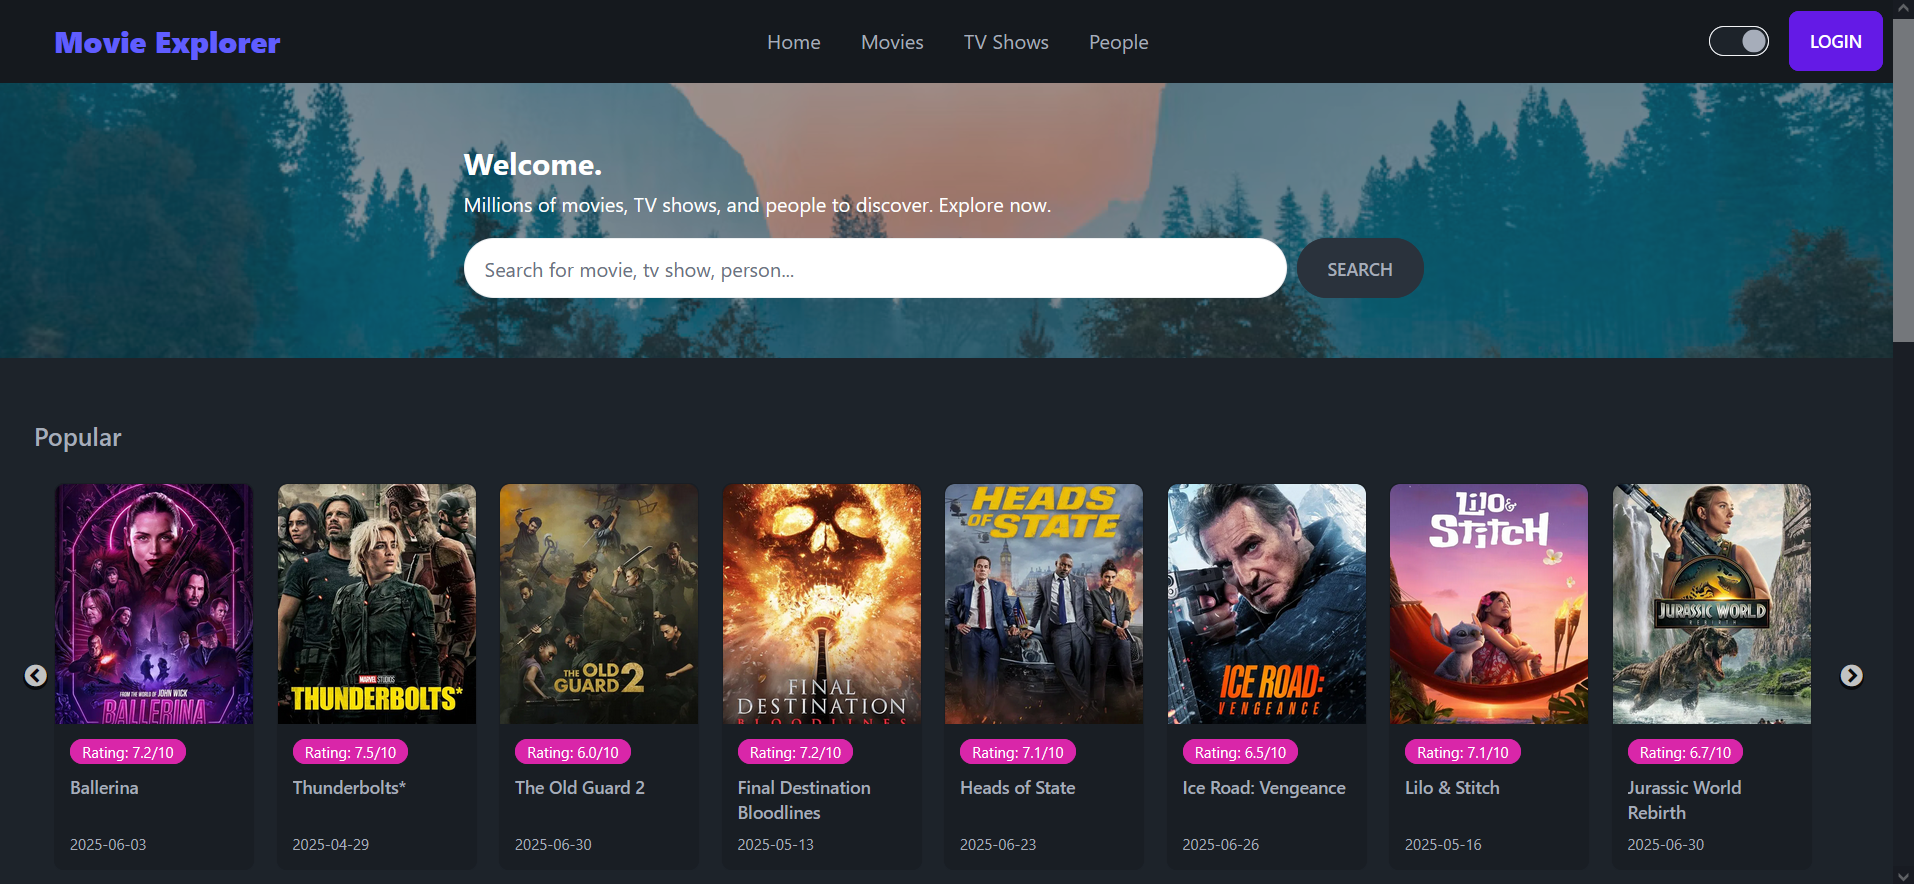 Movie Explorer
Home
Movies
TV Shows
People
LOGIN
Welcome.
Millions of movies, TV shows, and people to discover. Explore now.
Search for movie, tv show, person...
SEARCH
Popular
FROM THE WORLD OF JOHN WICK
BALLERINA
Rating: 7.2/10
Ballerina
2025-06-03
MARVEL STUDIOS
THUNDERBOLTS*
Rating: 7.5/10
Thunderbolts*
2025-04-29
THE OLD
GUARD 2
Rating: 6.0/10
The Old Guard 2
2025-06-30
FINAL
DESTINATION
BLOODLINES
Rating: 7.2/10
Final Destination
Bloodlines
2025-05-13
HEADS
OF STATE
Rating: 7.1/10
Heads of State
2025-06-23
ICE ROAD:
VENGEANCE
Rating: 6.5/10
Ice Road: Vengeance
2025-06-26
Lilo &
Stitch
Rating: 7.1/10
Lilo & Stitch
2025-05-16
JURASSIC WORLD
REBIRTH
Rating: 6.7/10
Jurassic World
Rebirth
2025-06-30